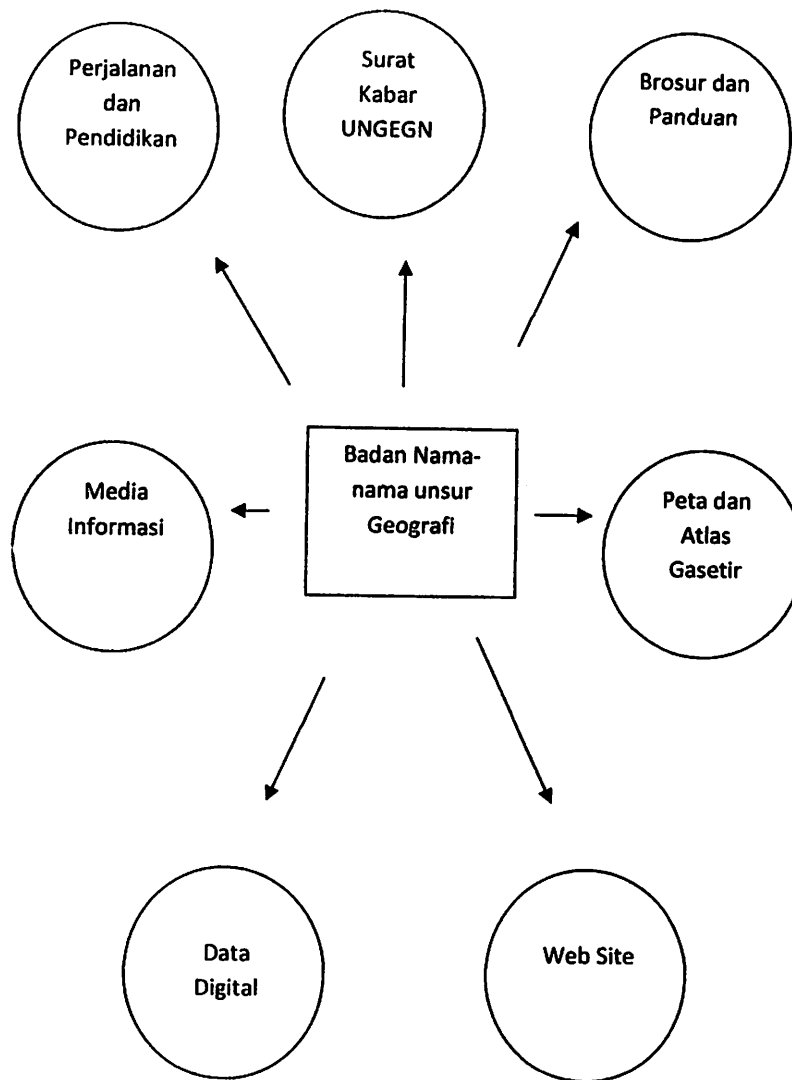 Perjalanan
dan
Pendidikan
Surat
Kabar
UNGEGN
Brosur dan
Panduan
Media
Informasi
Badan Nama-
nama unsur
Geografi
Peta dan
Atlas
Gasetir
Data
Digital
Web Site